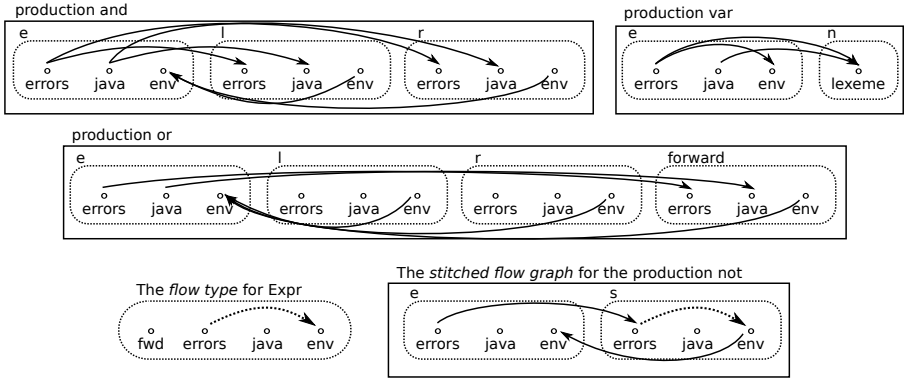 production and
e l r
errors java env errors java env errors java env
production var
e n
errors java env lexeme
production or
e l r forward
errors java env errors java env errors java env errors java env
The flow type for Expr
fwd errors java env
The stitched flow graph for the production not
e s
errors java env errors java env